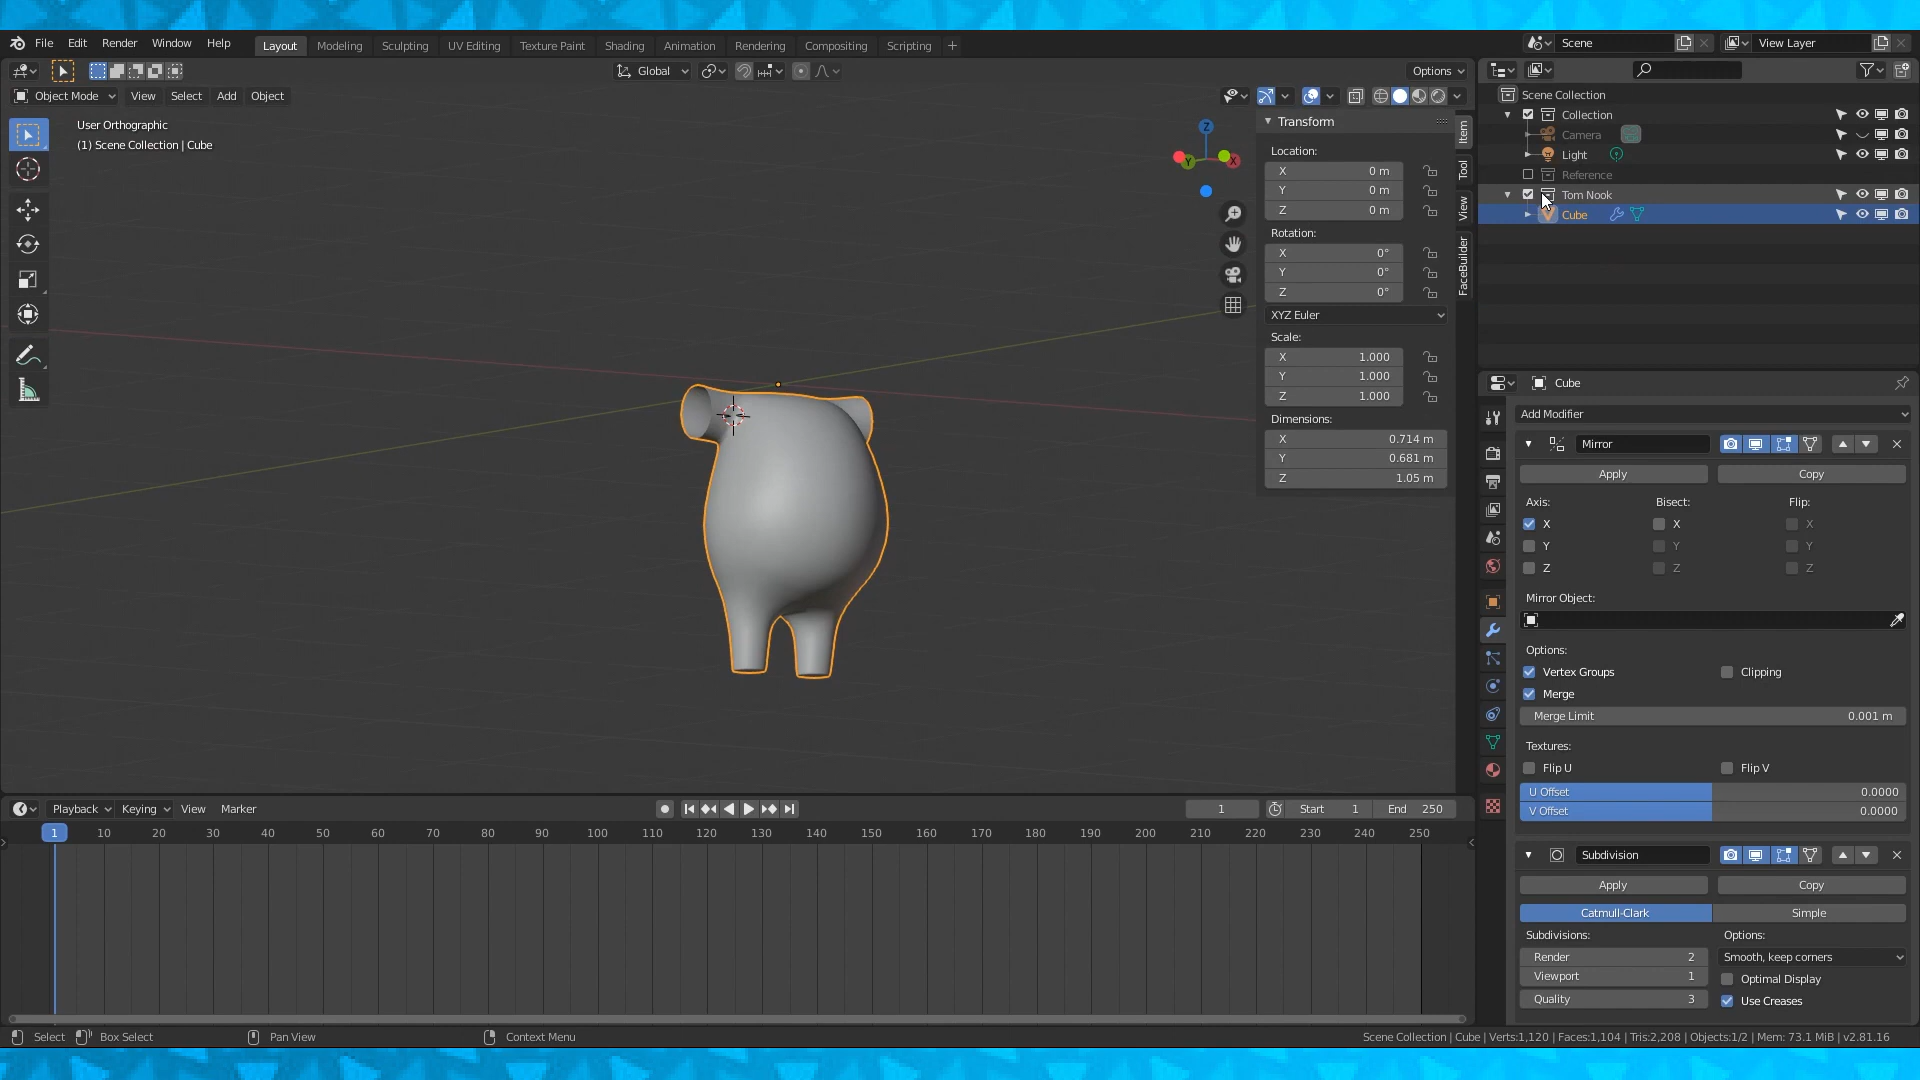 File Edit Render Window Help Layout Modeling Sculpting UV Editing Texture Paint Shading Animation Rendering Compositing Scripting + Scene View Layer
Global Options
Object Mode View Select Add Object
User Orthographic
(1) Scene Collection | Cube
Z
Y
X
Transform
Location:
X 0 m
Y 0 m
Z 0 m
Rotation:
X 0°
Y 0°
Z 0°
XYZ Euler
Scale:
X 1.000
Y 1.000
Z 1.000
Dimensions:
X 0.714 m
Y 0.681 m
Z 1.05 m
Item
Tool
View
FaceBuilder
Scene Collection
Collection
Camera
Light
Reference
Tom Nook
Cube
Cube
Add Modifier
Mirror
Apply Copy
Axis: Bisect: Flip:
X X X
Y Y Y
Z Z Z
Mirror Object:
Options:
Vertex Groups Clipping
Merge
Merge Limit 0.001 m
Textures:
Flip U Flip V
U Offset 0.0000
V Offset 0.0000
Subdivision
Apply Copy
Catmull-Clark Simple
Subdivisions: Options:
Render 2 Smooth, keep corners
Viewport 1 Optimal Display
Quality 3 Use Creases
Playback Keying View Marker 1 Start 1 End 250
1 10 20 30 40 50 60 70 80 90 100 110 120 130 140 150 160 170 180 190 200 210 220 230 240 250
Select Box Select Pan View Context Menu Scene Collection | Cube | Verts:1,120 | Faces:1,104 | Tris:2,208 | Objects:1/2 | Mem: 73.1 MiB | v2.81.16